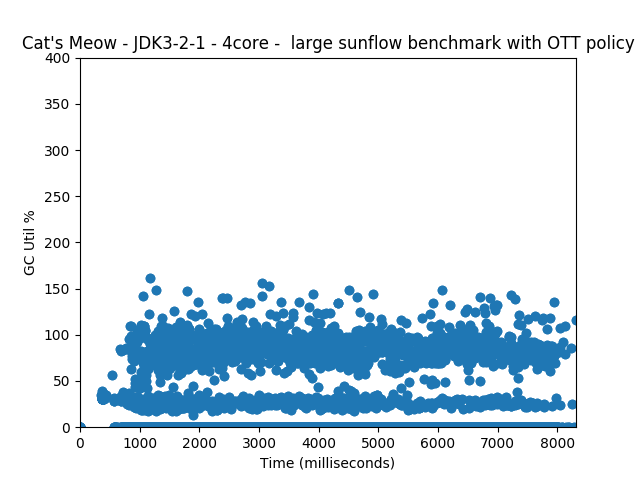 Cat's Meow - JDK3-2-1 - 4core -  large sunflow benchmark with OTT policy
400
350
300
250
200
150
100
50
0
GC Util %
0 1000 2000 3000 4000 5000 6000 7000 8000
Time (milliseconds)